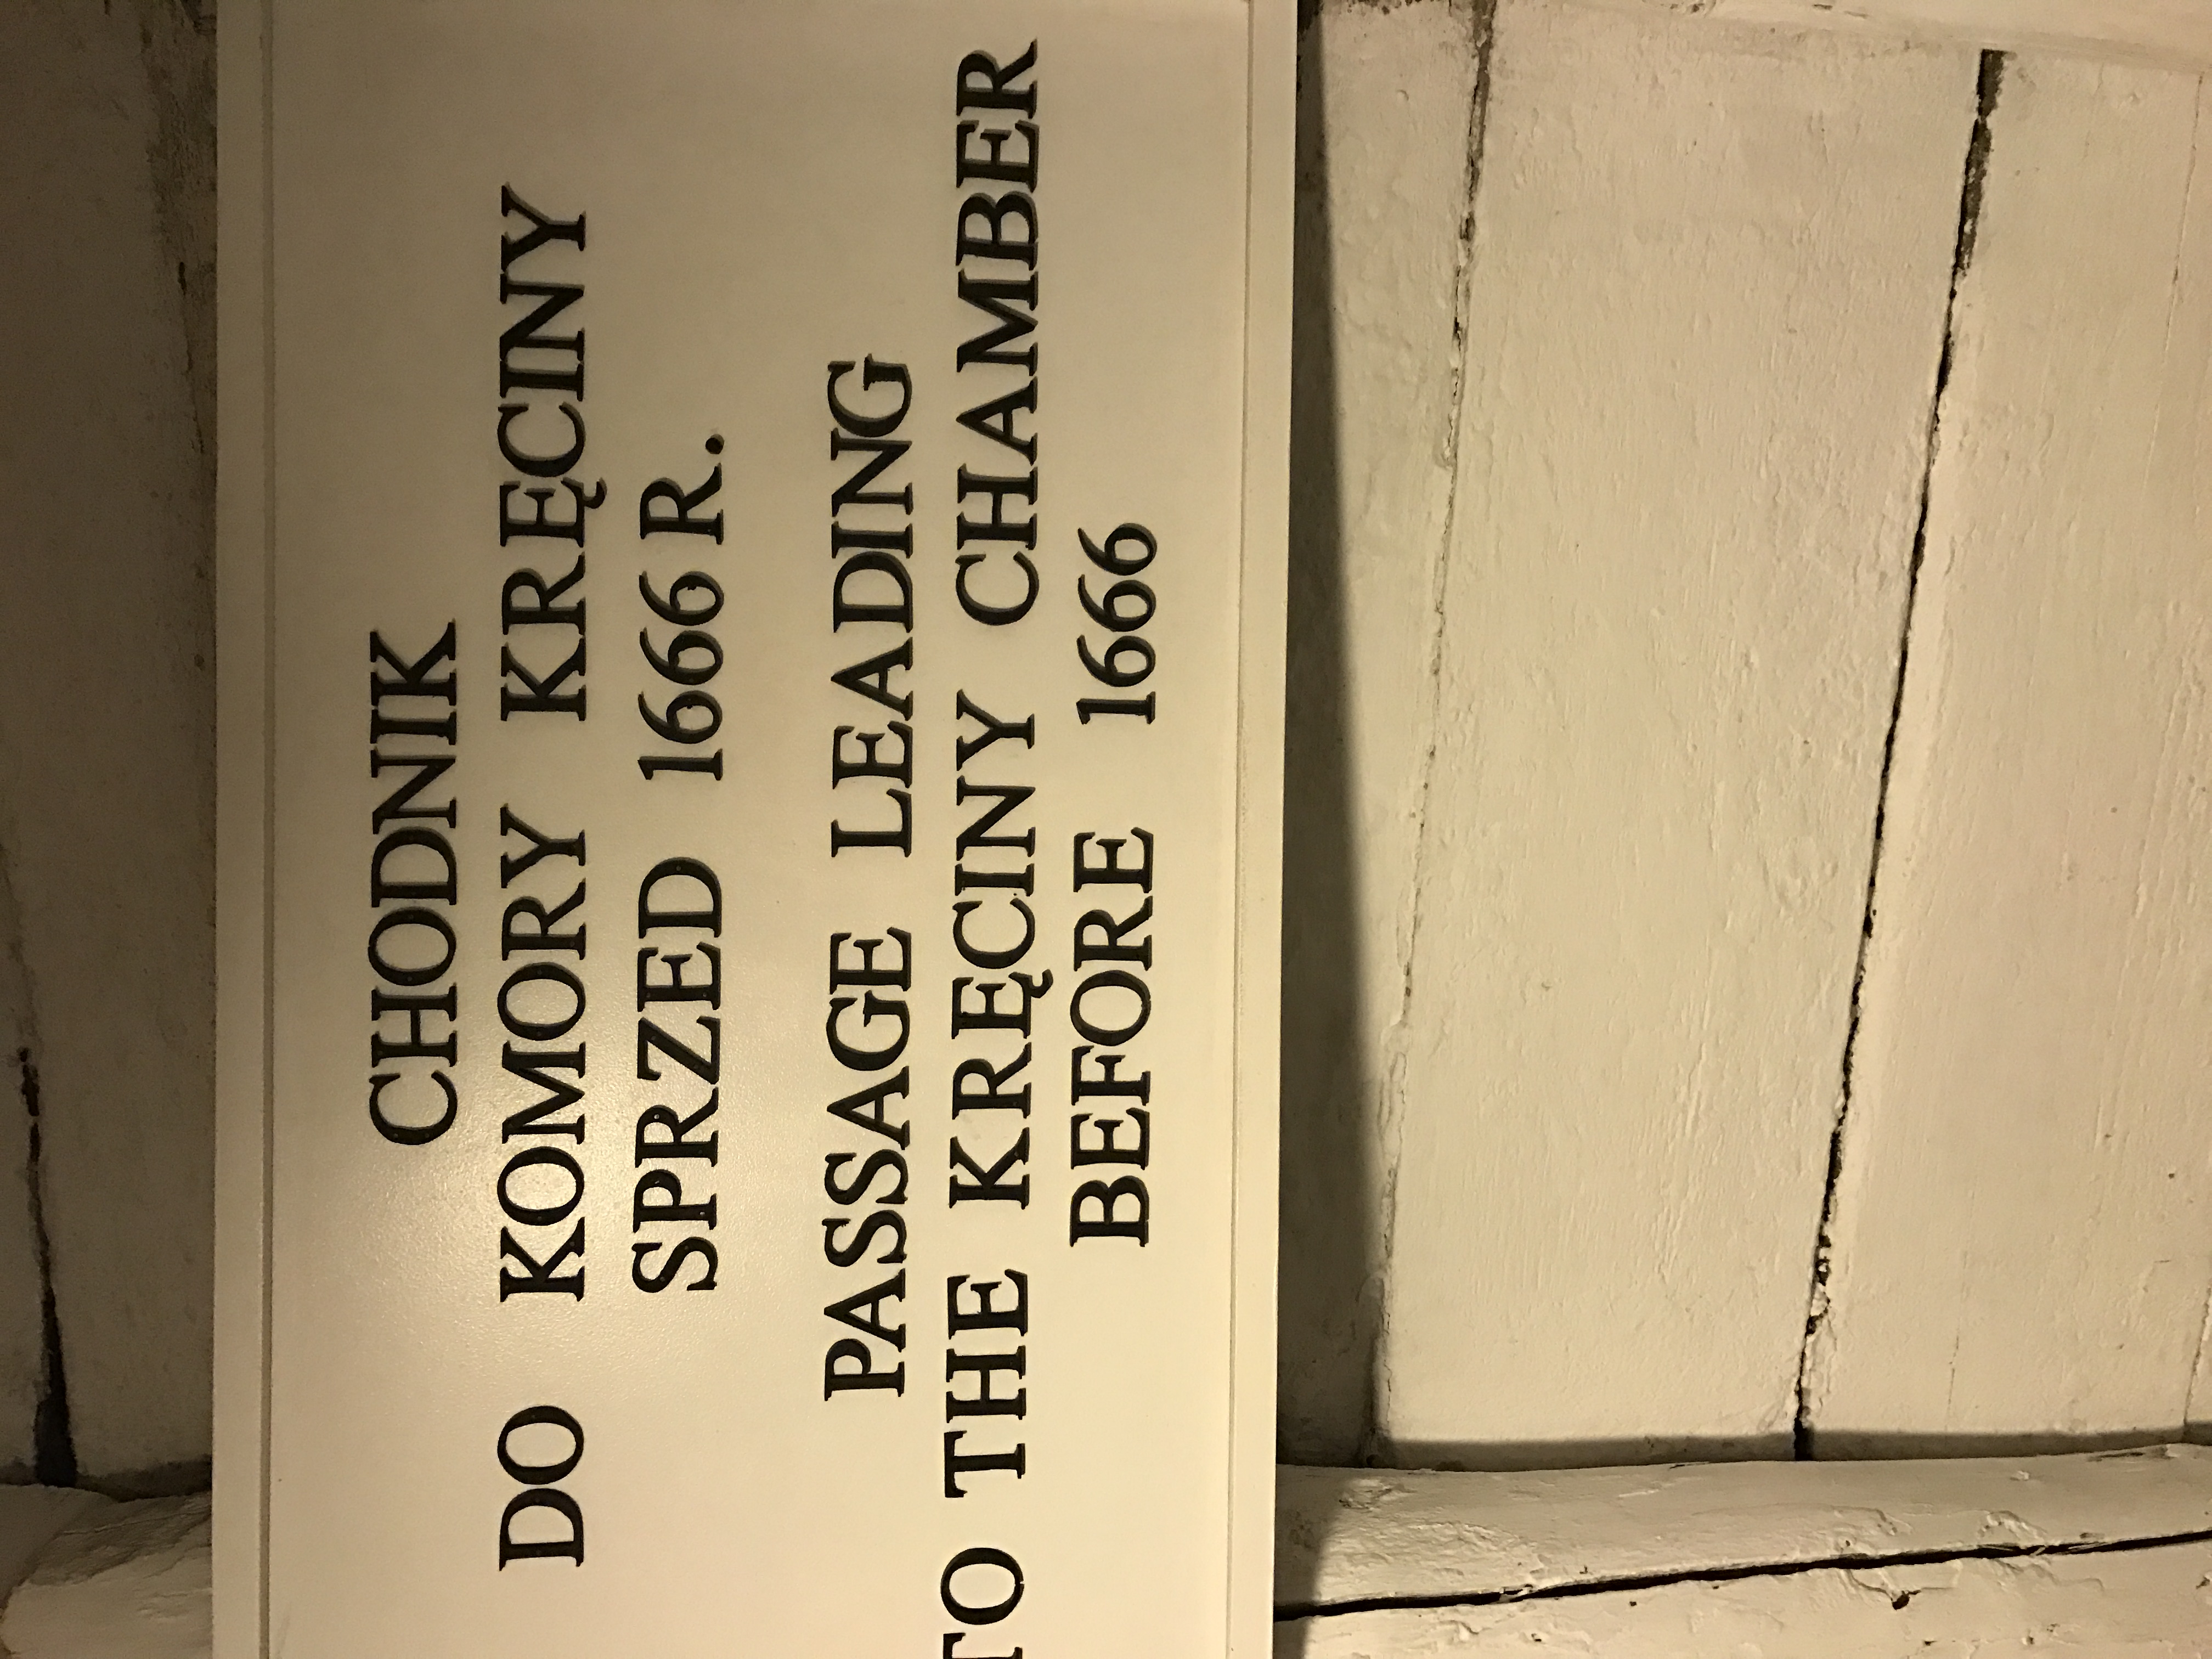 CHODNIK
DO KOMORY KRĘCINY
SPRZED 1666 R.
PASSAGE LEADING
TO THE KRĘCINY CHAMBER
BEFORE 1666